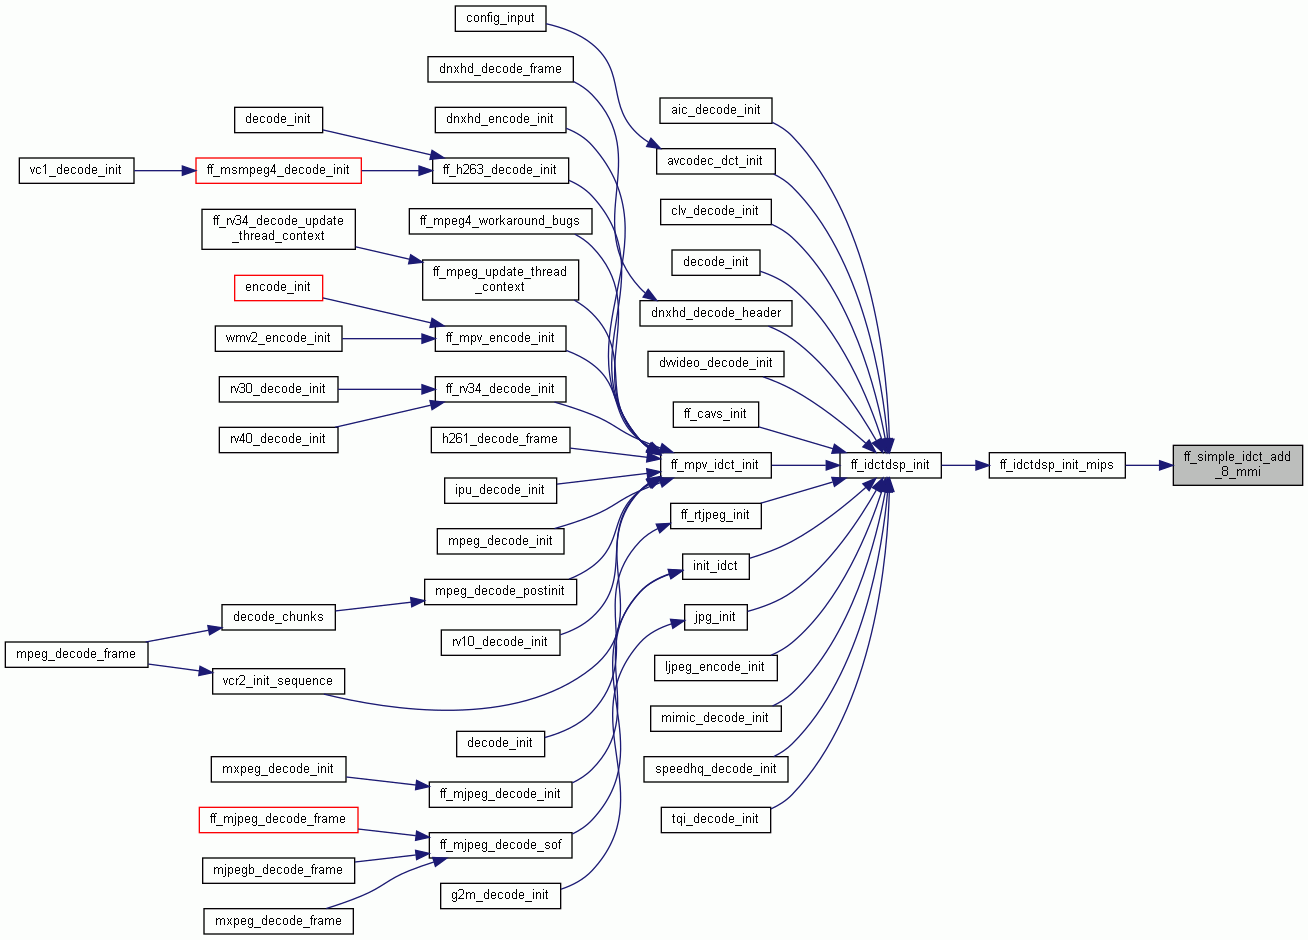 config_input
dnxhd_decode_frame
aic_decode_init
decode_init
dnxhd_encode_init
avcodec_dct_init
vc1_decode_init
ff_msmpeg4_decode_init
ff_h263_decode_init
clv_decode_init
ff_rv34_decode_update
_thread_context
ff_mpeg4_workaround_bugs
decode_init
ff_mpeg_update_thread
_context
encode_init
dnxhd_decode_header
wmv2_encode_init
ff_mpv_encode_init
dvvideo_decode_init
rv30_decode_init
ff_rv34_decode_init
ff_cavs_init
rv40_decode_init
h261_decode_frame
ff_mpv_idct_init
ff_idctdsp_init
ff_idctdsp_init_mips
ff_simple_idct_add
_8_mmi
ipu_decode_init
ff_rtjpeg_init
mpeg_decode_init
init_idct
mpeg_decode_postinit
decode_chunks
jpg_init
mpeg_decode_frame
rv10_decode_init
ljpeg_encode_init
vcr2_init_sequence
mimic_decode_init
decode_init
mxpeg_decode_init
speedhq_decode_init
ff_mjpeg_decode_init
ff_mjpeg_decode_frame
tqi_decode_init
ff_mjpeg_decode_sof
mjpegb_decode_frame
g2m_decode_init
mxpeg_decode_frame